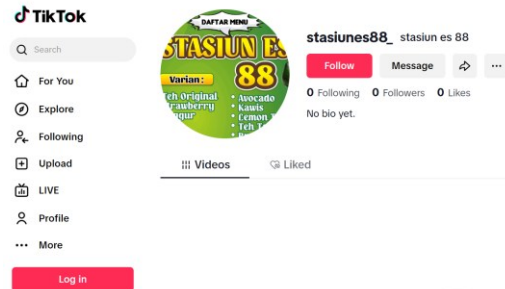 TikTok
Search
For You
Explore
Following
Upload
LIVE
Profile
More
Log in
DAFTAR MENU
STASIUN ES
88
Varian :
Teh Original
• Avocado
• Kawis
• Lemon
stasiunes88_ stasiun es 88
Follow
Message
0 Following 0 Followers 0 Likes
No bio yet.
Videos
Liked